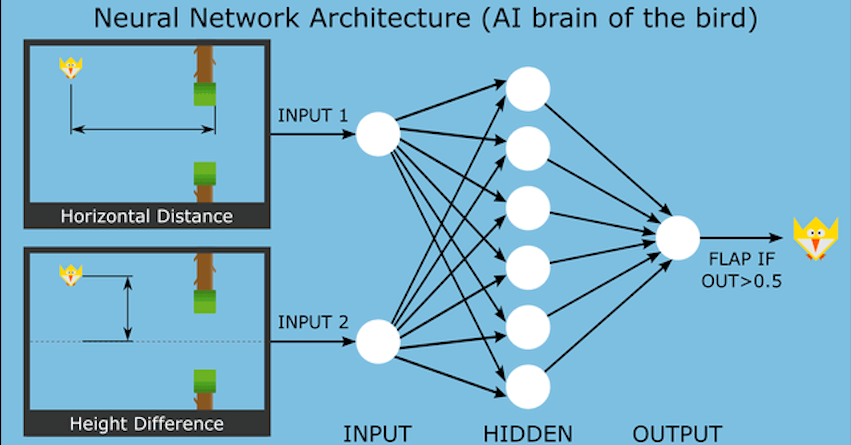 Neural Network Architecture (AI brain of the bird)
INPUT 1
Horizontal Distance
INPUT 2
Height Difference
FLAP IF
OUT>0.5
INPUT
HIDDEN
OUTPUT